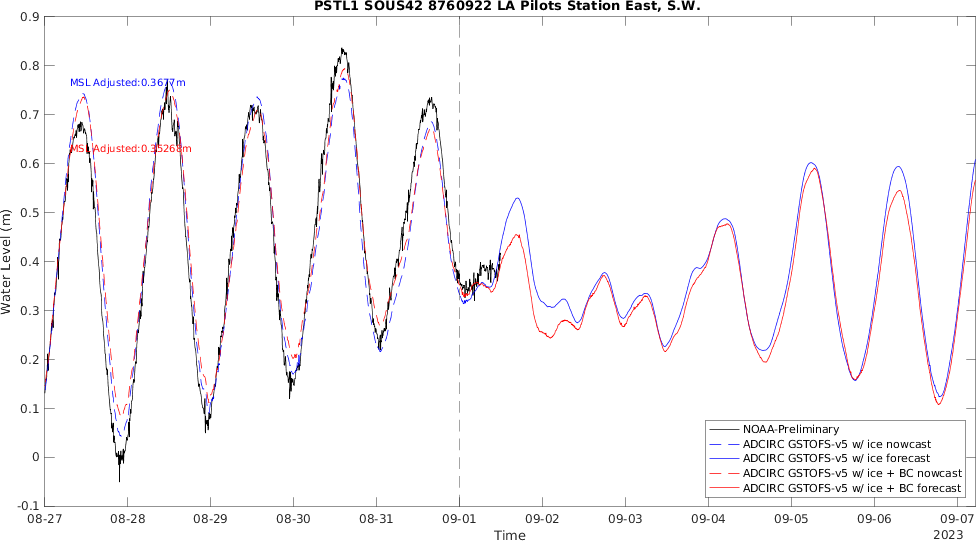 PSTL1 SOUS42 8760922 LA Pilots Station East, S.W.
0.9
0.8
0.7
0.6
0.5
0.4
0.3
0.2
0.1
0
-0.1
Water Level (m)
MSL Adjusted:0.3677m
MSL Adjusted:0.35268m
NOAA-Preliminary
ADCIRC GSTOFS-v5 w/ ice nowcast
ADCIRC GSTOFS-v5 w/ ice forecast
ADCIRC GSTOFS-v5 w/ ice + BC nowcast
ADCIRC GSTOFS-v5 w/ ice + BC forecast
08-27 08-28 08-29 08-30 08-31 09-01 09-02 09-03 09-04 09-05 09-06 09-07
Time 2023